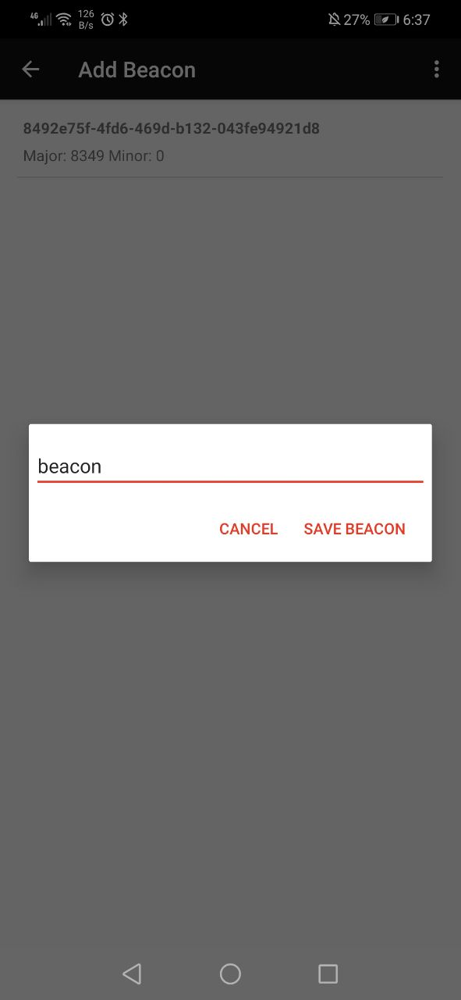 4G 126 B/s 27% 6:37
Add Beacon
8492e75f-4fd6-469d-b132-043fe94921d8
Major: 8349 Minor: 0
beacon
CANCEL SAVE BEACON